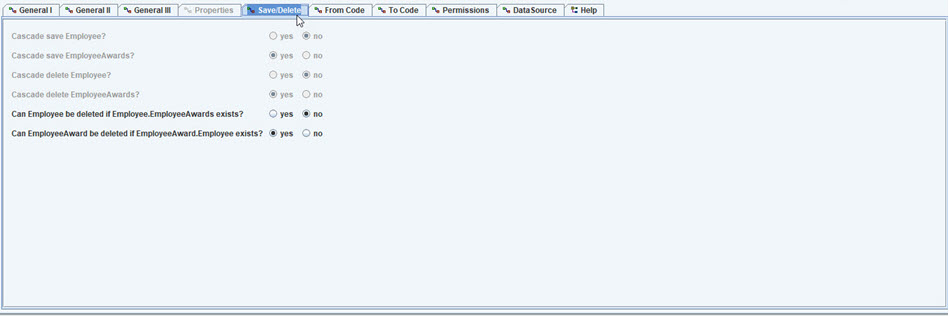 General I General II General III Properties Save/Delete From Code To Code Permissions DataSource Help
Cascade save Employee? yes no
Cascade save EmployeeAwards? yes no
Cascade delete Employee? yes no
Cascade delete EmployeeAwards? yes no
Can Employee be deleted if Employee.EmployeeAwards exists? yes no
Can EmployeeAward be deleted if EmployeeAward.Employee exists? yes no